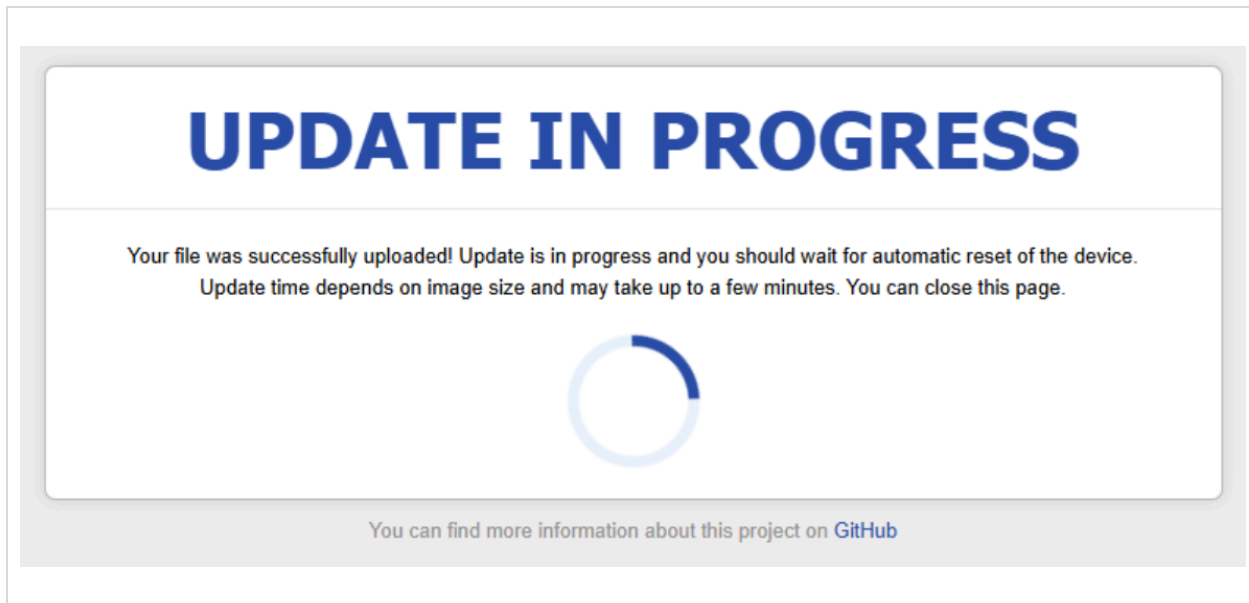 UPDATE IN PROGRESS
Your file was successfully uploaded! Update is in progress and you should wait for automatic reset of the device.
Update time depends on image size and may take up to a few minutes. You can close this page.
You can find more information about this project on GitHub